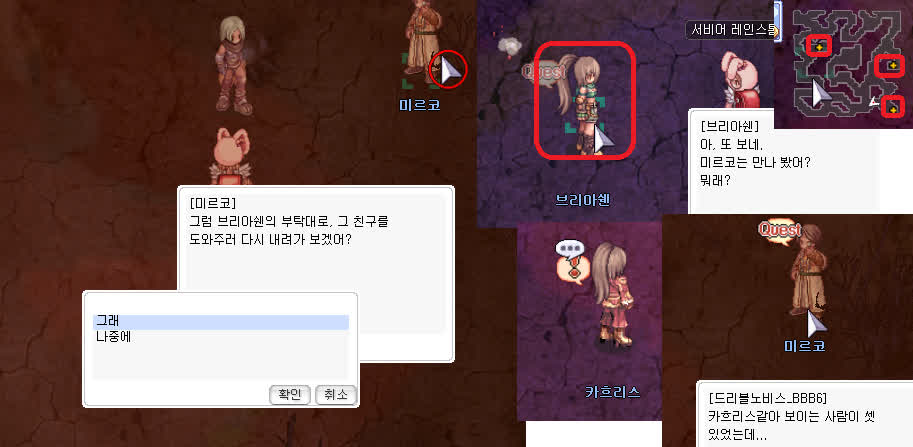 미르코
[미르코]
그럼 브리아쉔의 부탁대로, 그 친구를
도와주러 다시 내려가 보겠어?
그래
나중에
확인
취소
Quest
브리아쉔
서비어 레인스톰
[브리아쉔]
아, 또 보네.
미르코는 만나 봤어?
뭐래?
카흐리스
Quest
미르코
[드리블노비스_BBB6]
카흐리스같아 보이는 사람이 셋
있었는데...